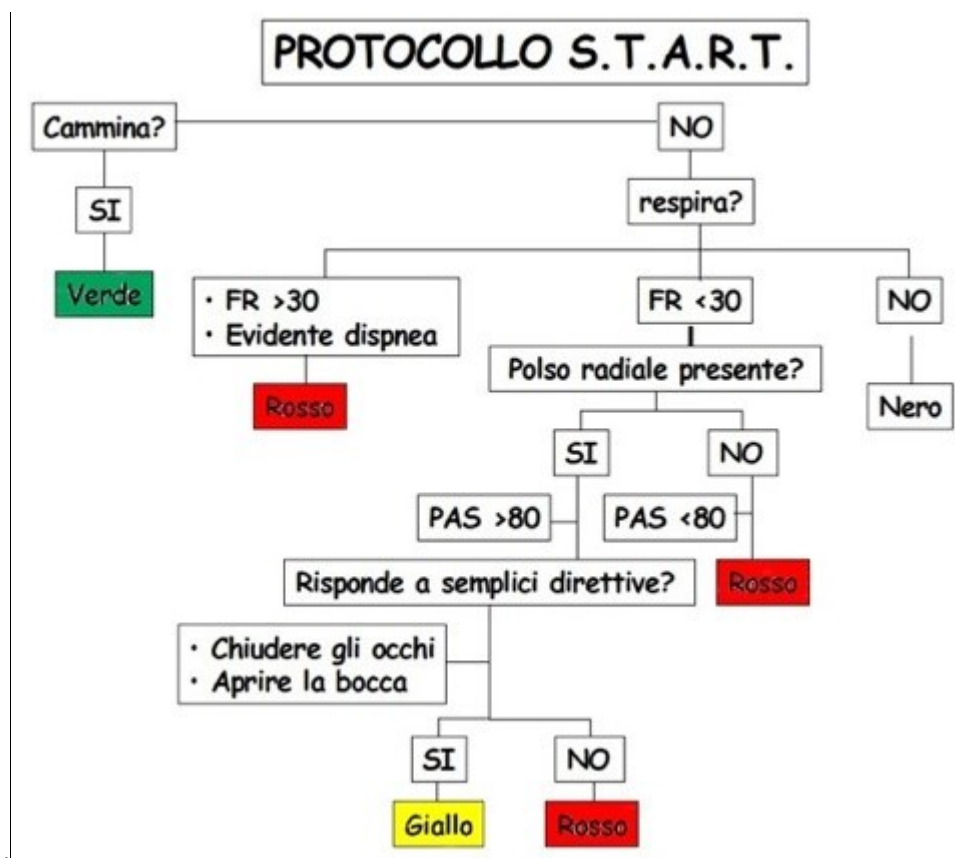 PROTOCOLLO S.T.A.R.T.
Cammina?
NO
SI
respira?
Verde
• FR >30
• Evidente dispnea
FR <30
NO
Polso radiale presente?
Rosso
Nero
SI
NO
PAS >80
PAS <80
Risponde a semplici direttive?
Rosso
• Chiudere gli occhi
• Aprire la bocca
SI
NO
Giallo
Rosso